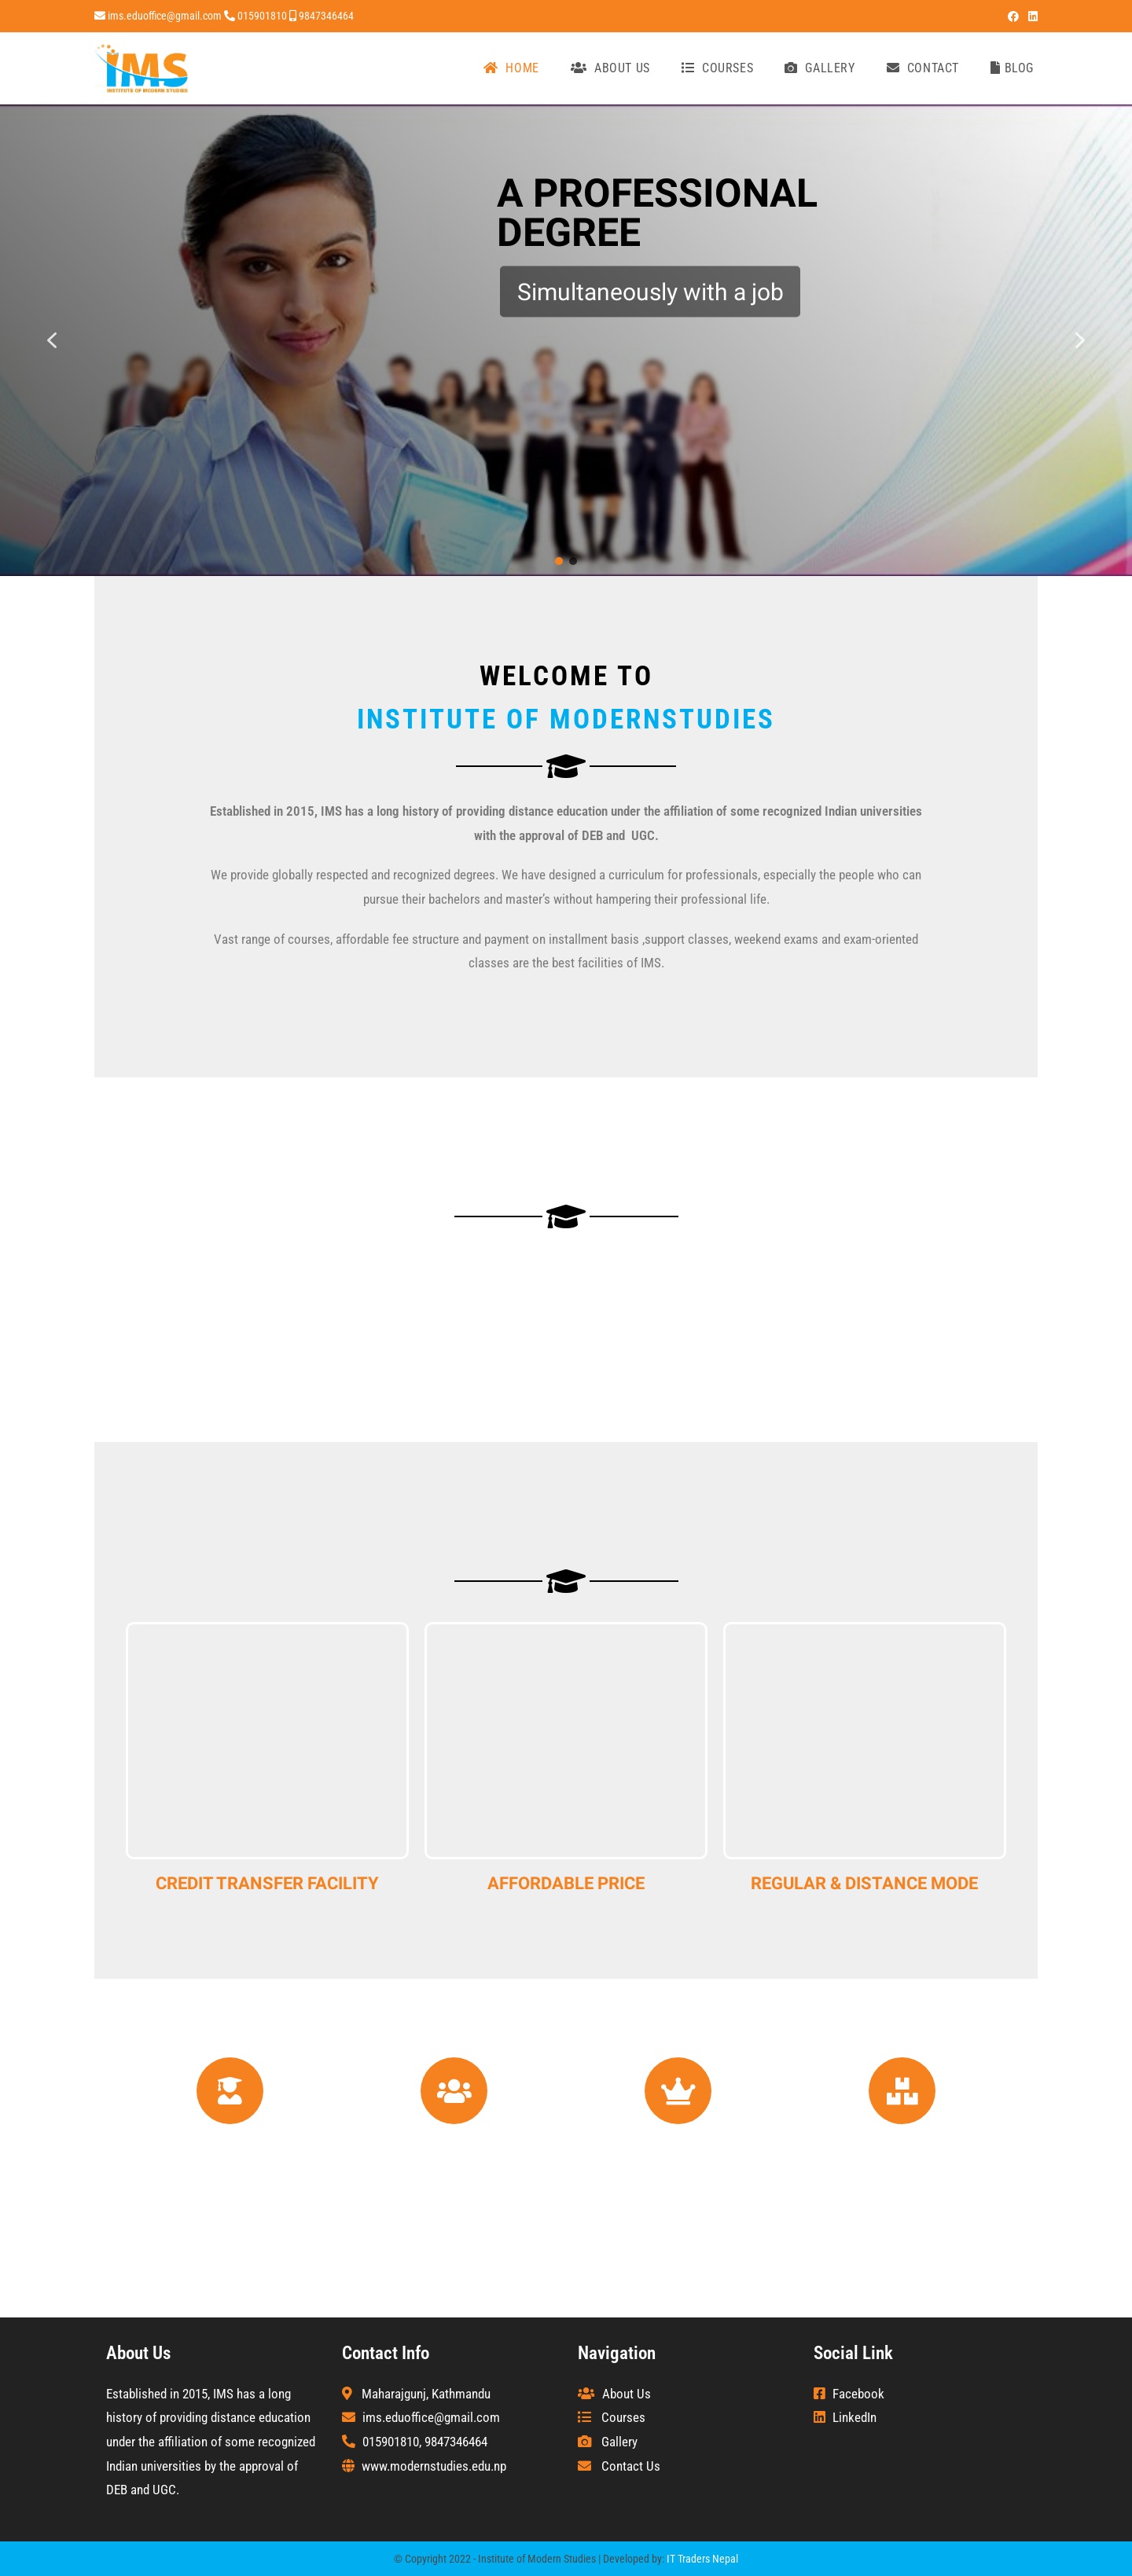 ims.eduoffice@gmail.com 015901810 9847346464
IMS
INSTITUTE OF MODERN STUDIES
HOME ABOUT US COURSES GALLERY CONTACT BLOG
A PROFESSIONAL
DEGREE
Simultaneously with a job
WELCOME TO
INSTITUTE OF MODERNSTUDIES
Established in 2015, IMS has a long history of providing distance education under the affiliation of some recognized Indian universities
with the approval of DEB and UGC.
We provide globally respected and recognized degrees. We have designed a curriculum for professionals, especially the people who can
pursue their bachelors and master’s without hampering their professional life.
Vast range of courses, affordable fee structure and payment on installment basis ,support classes, weekend exams and exam-oriented
classes are the best facilities of IMS.
CREDIT TRANSFER FACILITY
AFFORDABLE PRICE
REGULAR & DISTANCE MODE
About Us
Established in 2015, IMS has a long
history of providing distance education
under the affiliation of some recognized
Indian universities by the approval of
DEB and UGC.
Contact Info
Maharajgunj, Kathmandu
ims.eduoffice@gmail.com
015901810, 9847346464
www.modernstudies.edu.np
Navigation
About Us
Courses
Gallery
Contact Us
Social Link
Facebook
LinkedIn
© Copyright 2022 - Institute of Modern Studies | Developed by: IT Traders Nepal